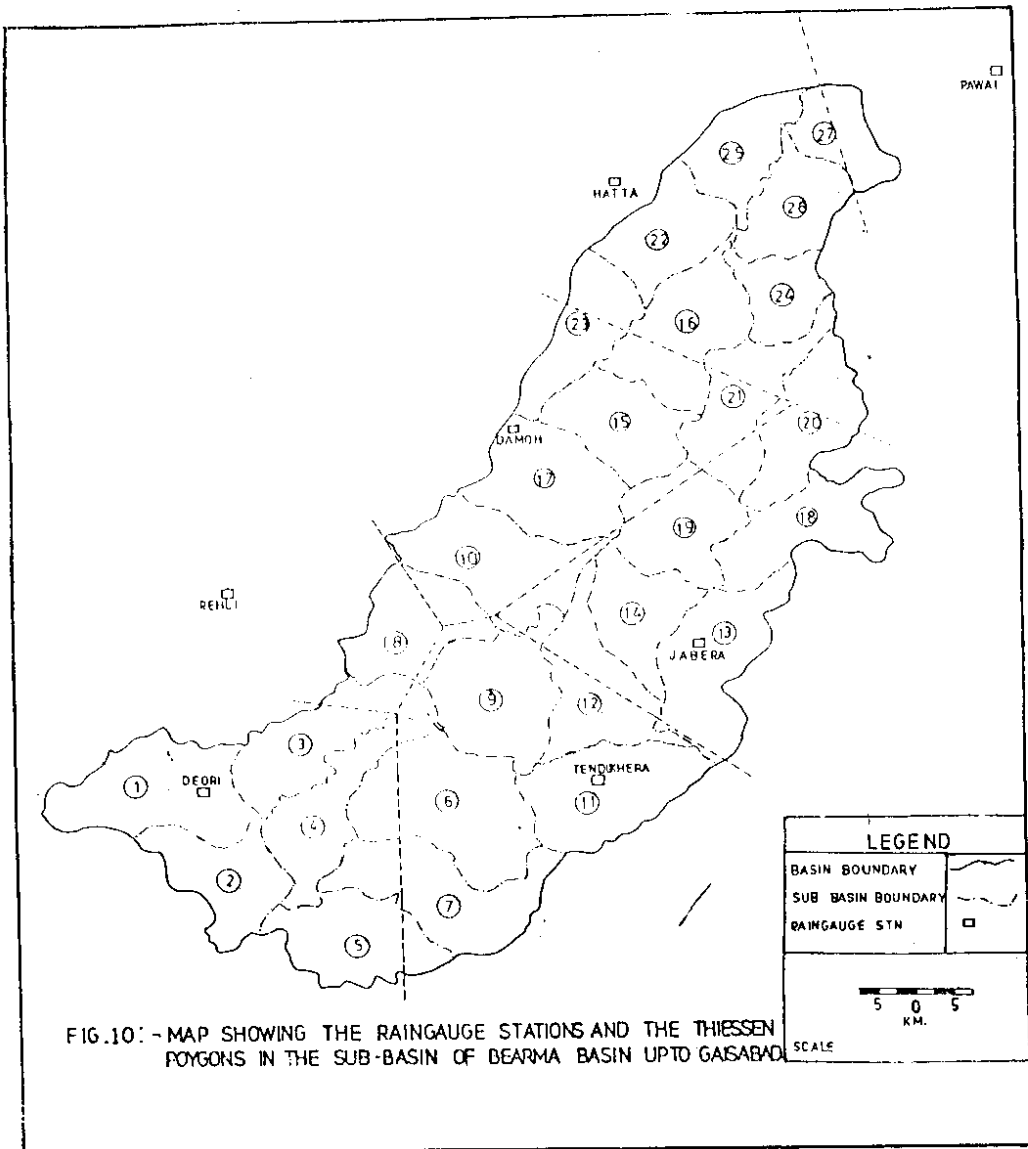 PAWAI
27
25
HATTA
26
22
24
23
16
21
15
20
DAMOH
17
18
19
10
REHLI
14
13
8
JABERA
9
12
3
TENDUKHERA
1
DEORI
6
11
4
LEGEND
BASIN BOUNDARY
2
SUB BASIN BOUNDARY
7
RAINGAUGE STN
5
5 0 5
KM.
FIG.10:- MAP SHOWING THE RAINGAUGE STATIONS AND THE THIESSEN
POYGONS IN THE SUB-BASIN OF BEARMA BASIN UPTO GAISABAD.
SCALE